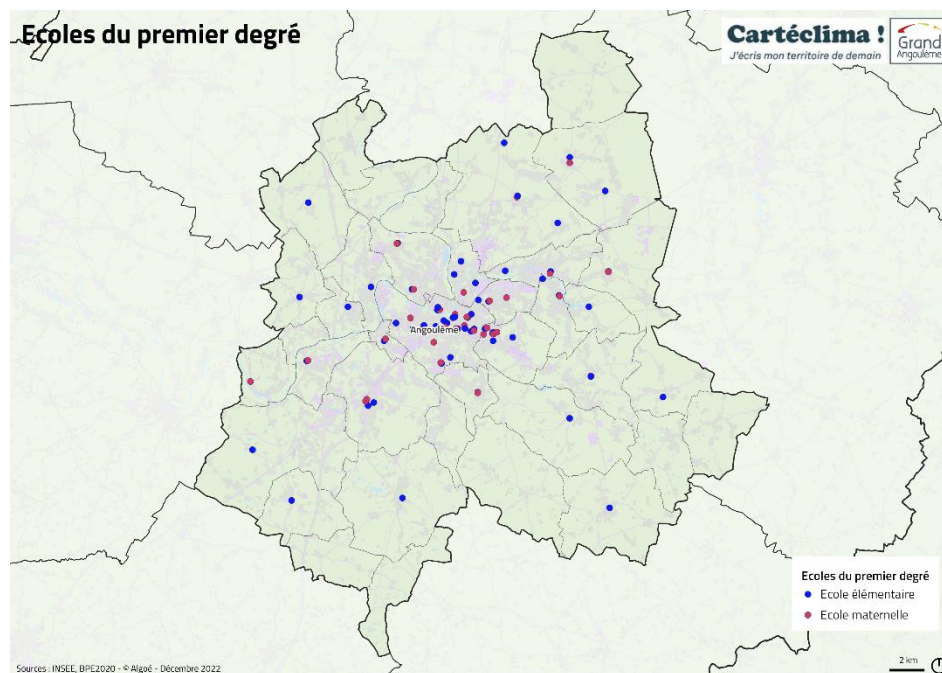 Ecoles du premier degré
Cartéclima !
J'écris mon territoire de demain
Grand
Angoulême
Angoulême
Ecoles du premier degré
Ecole élémentaire
Ecole maternelle
Sources : INSEE, BPE2020 - © Algoé - Décembre 2022
2 km